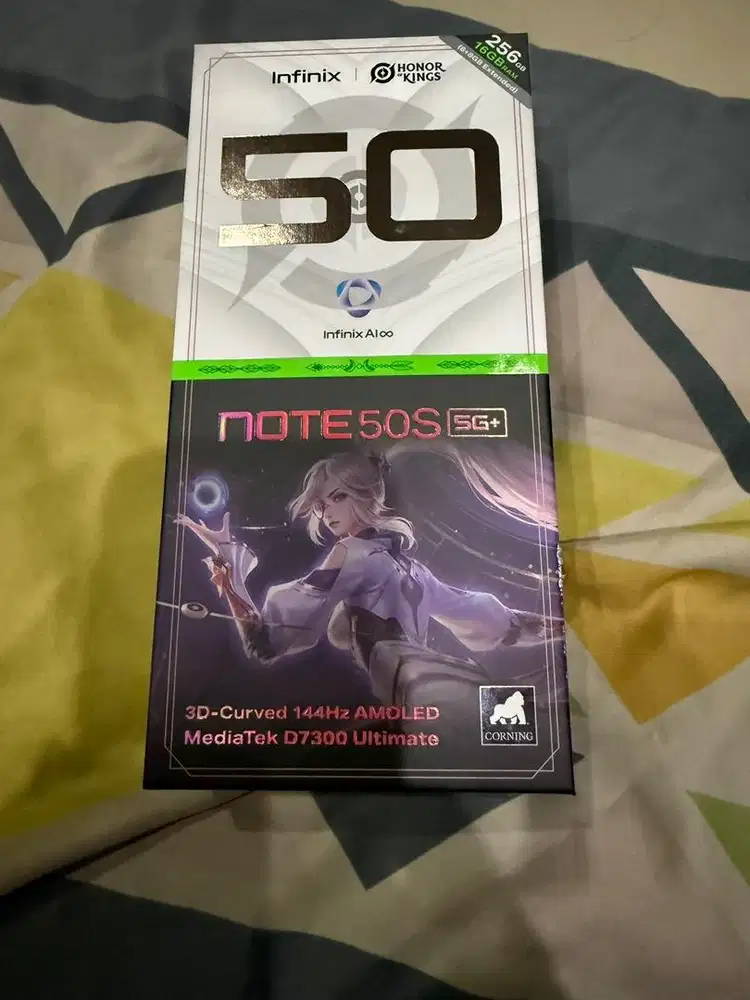 Infinix | HONOR OF KINGS
256GB
16GB RAM
(8+8GB Extended)
50
Infinix AI∞
NOTE 50S 5G+
3D-Curved 144Hz AMOLED
MediaTek D7300 Ultimate
CORNING